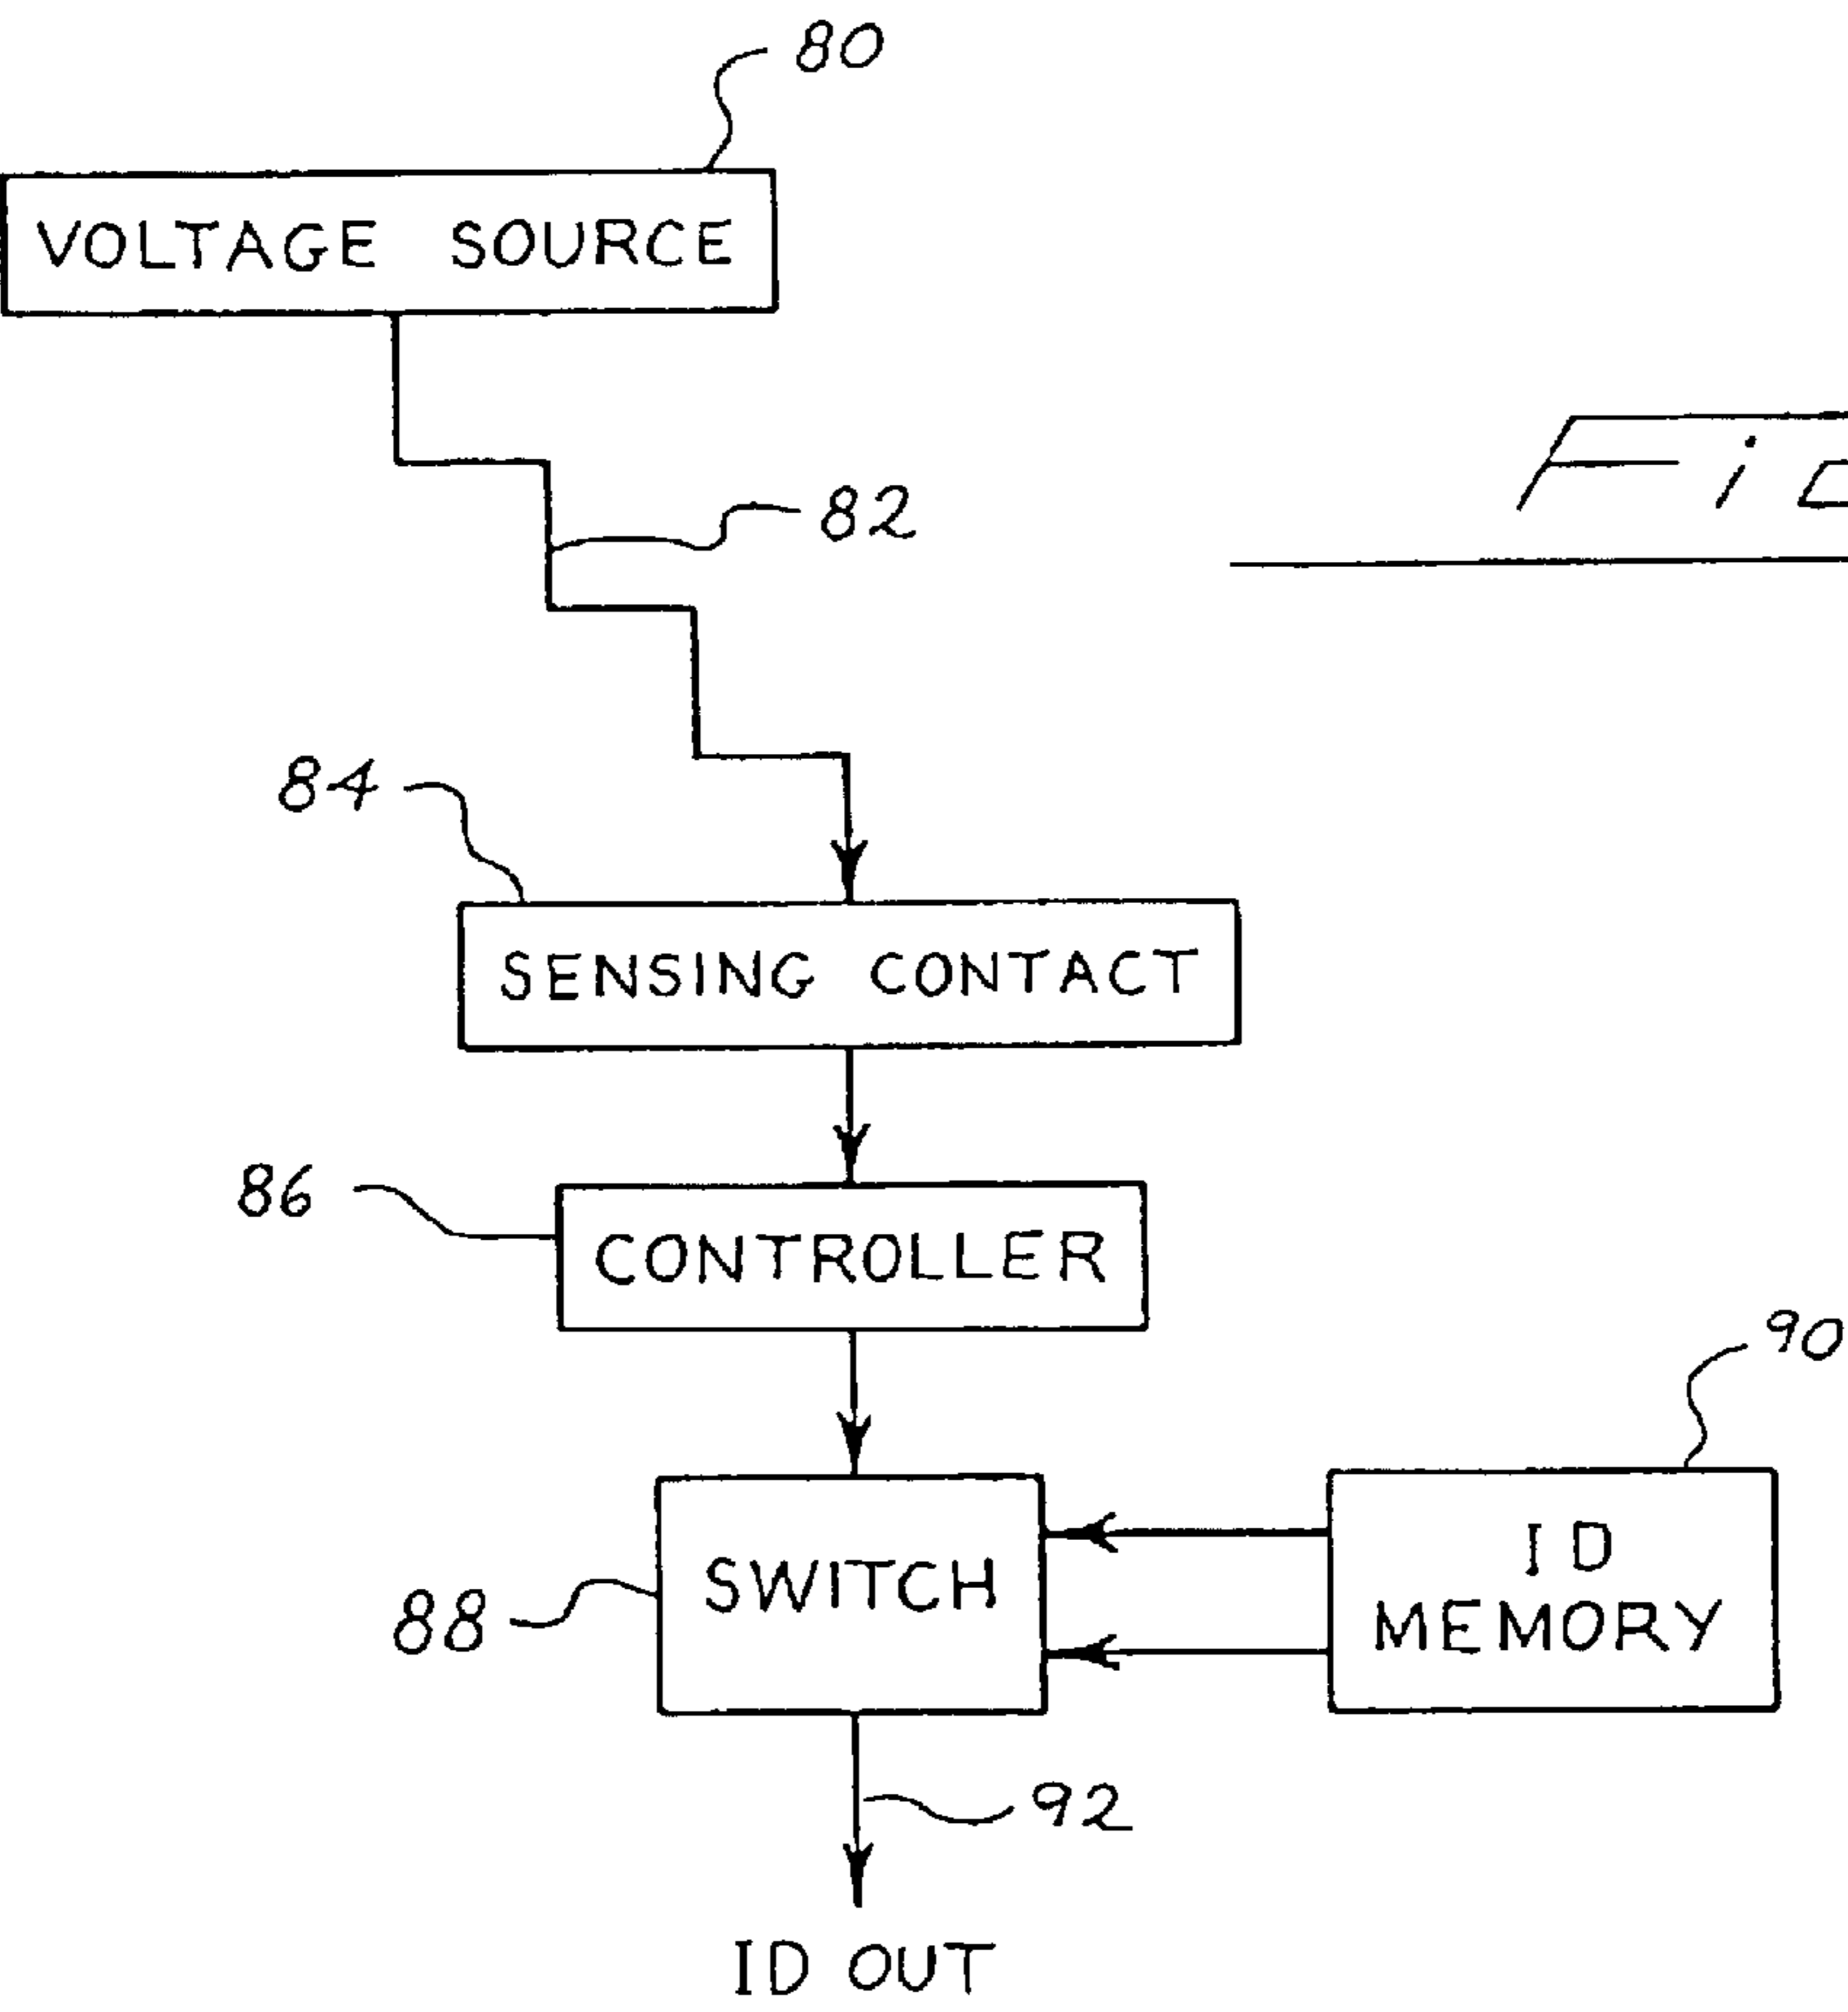 80
VOLTAGE SOURCE
82
84
SENSING CONTACT
86
CONTROLLER
90
SWITCH
ID
MEMORY
88
92
ID OUT